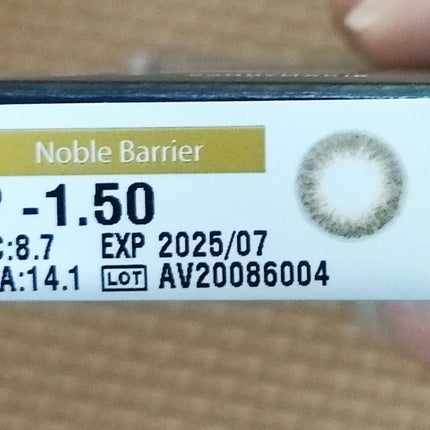 Noble Barrier
-1.50
:8.7 EXP 2025/07
A:14.1 LOT AV20086004